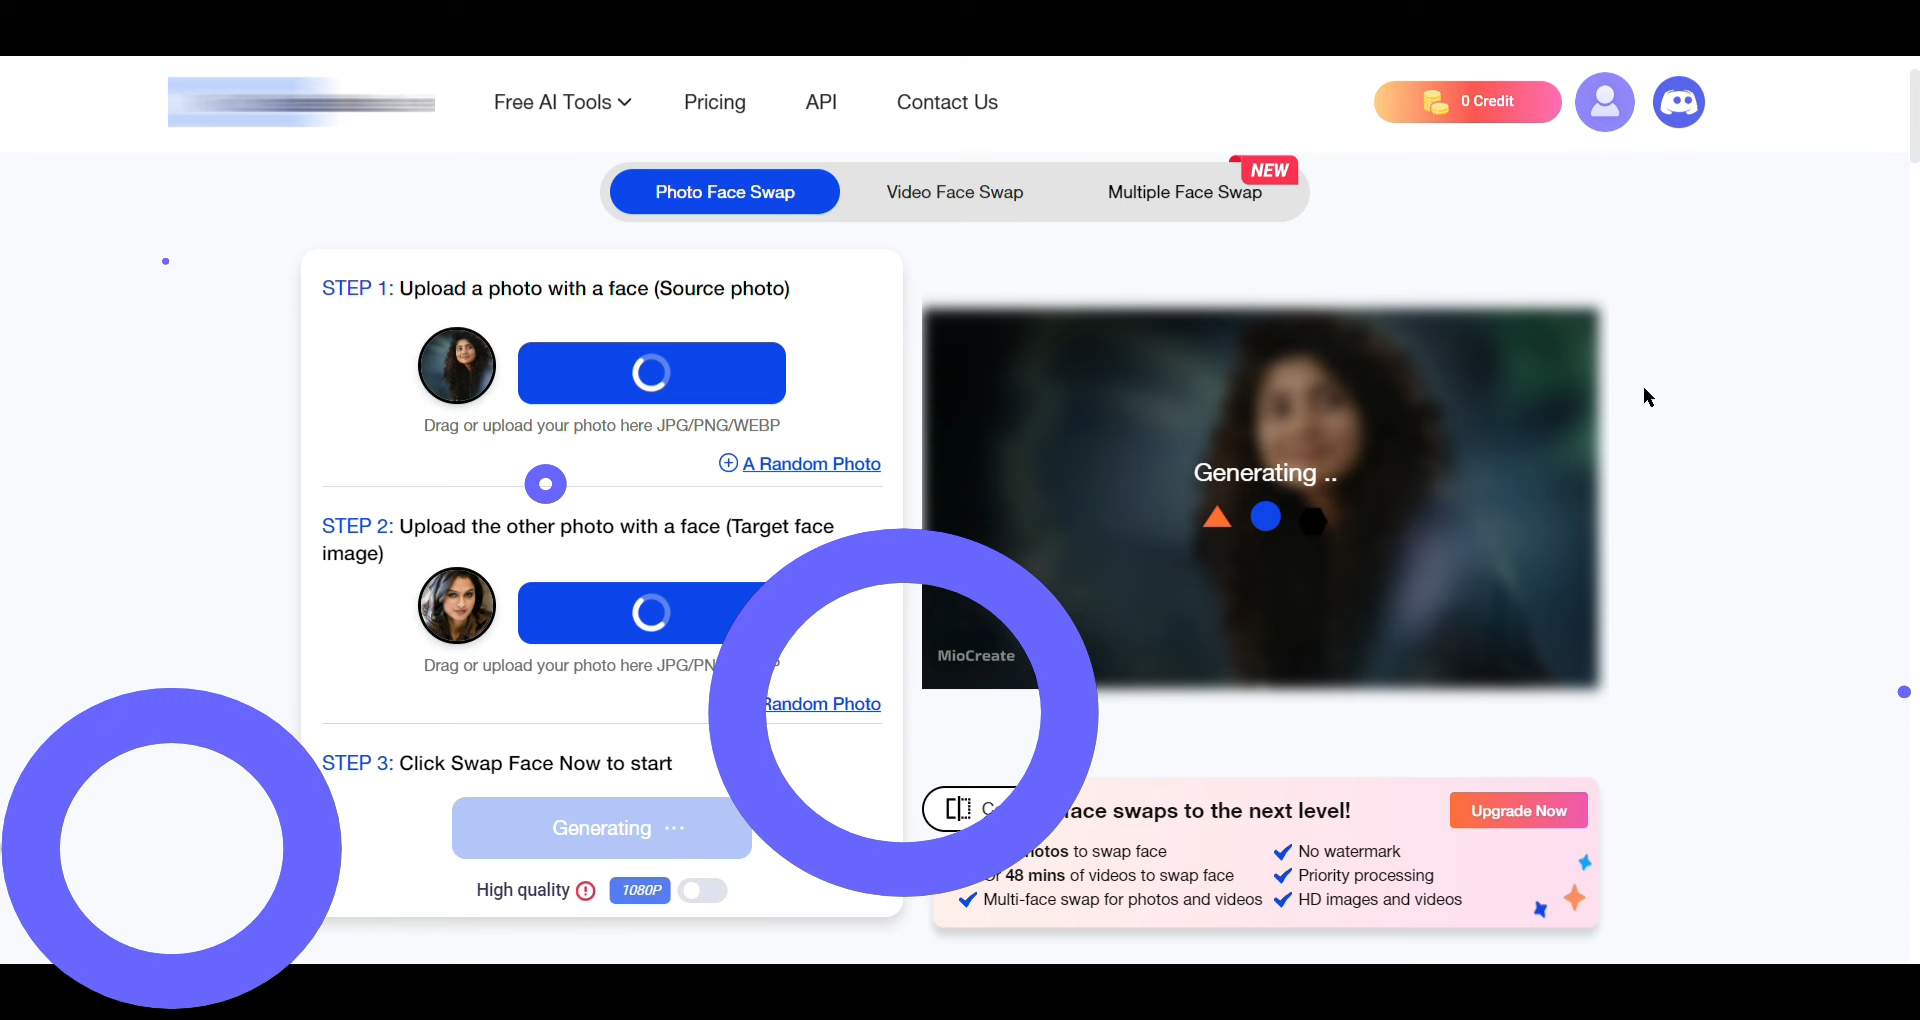 Free AI Tools
Pricing
API
Contact Us
0 Credit
NEW
Photo Face Swap
Video Face Swap
Multiple Face Swap
STEP 1: Upload a photo with a face (Source photo)
Drag or upload your photo here JPG/PNG/WEBP
A Random Photo
STEP 2: Upload the other photo with a face (Target face
image)
Drag or upload your photo here JPG/PN
Random Photo
STEP 3: Click Swap Face Now to start
Generating ...
High quality
1080P
Generating ..
MioCreate
face swaps to the next level!
Upgrade Now
to swap face
Or 48 mins of videos to swap face
Multi-face swap for photos and videos
No watermark
Priority processing
HD images and videos